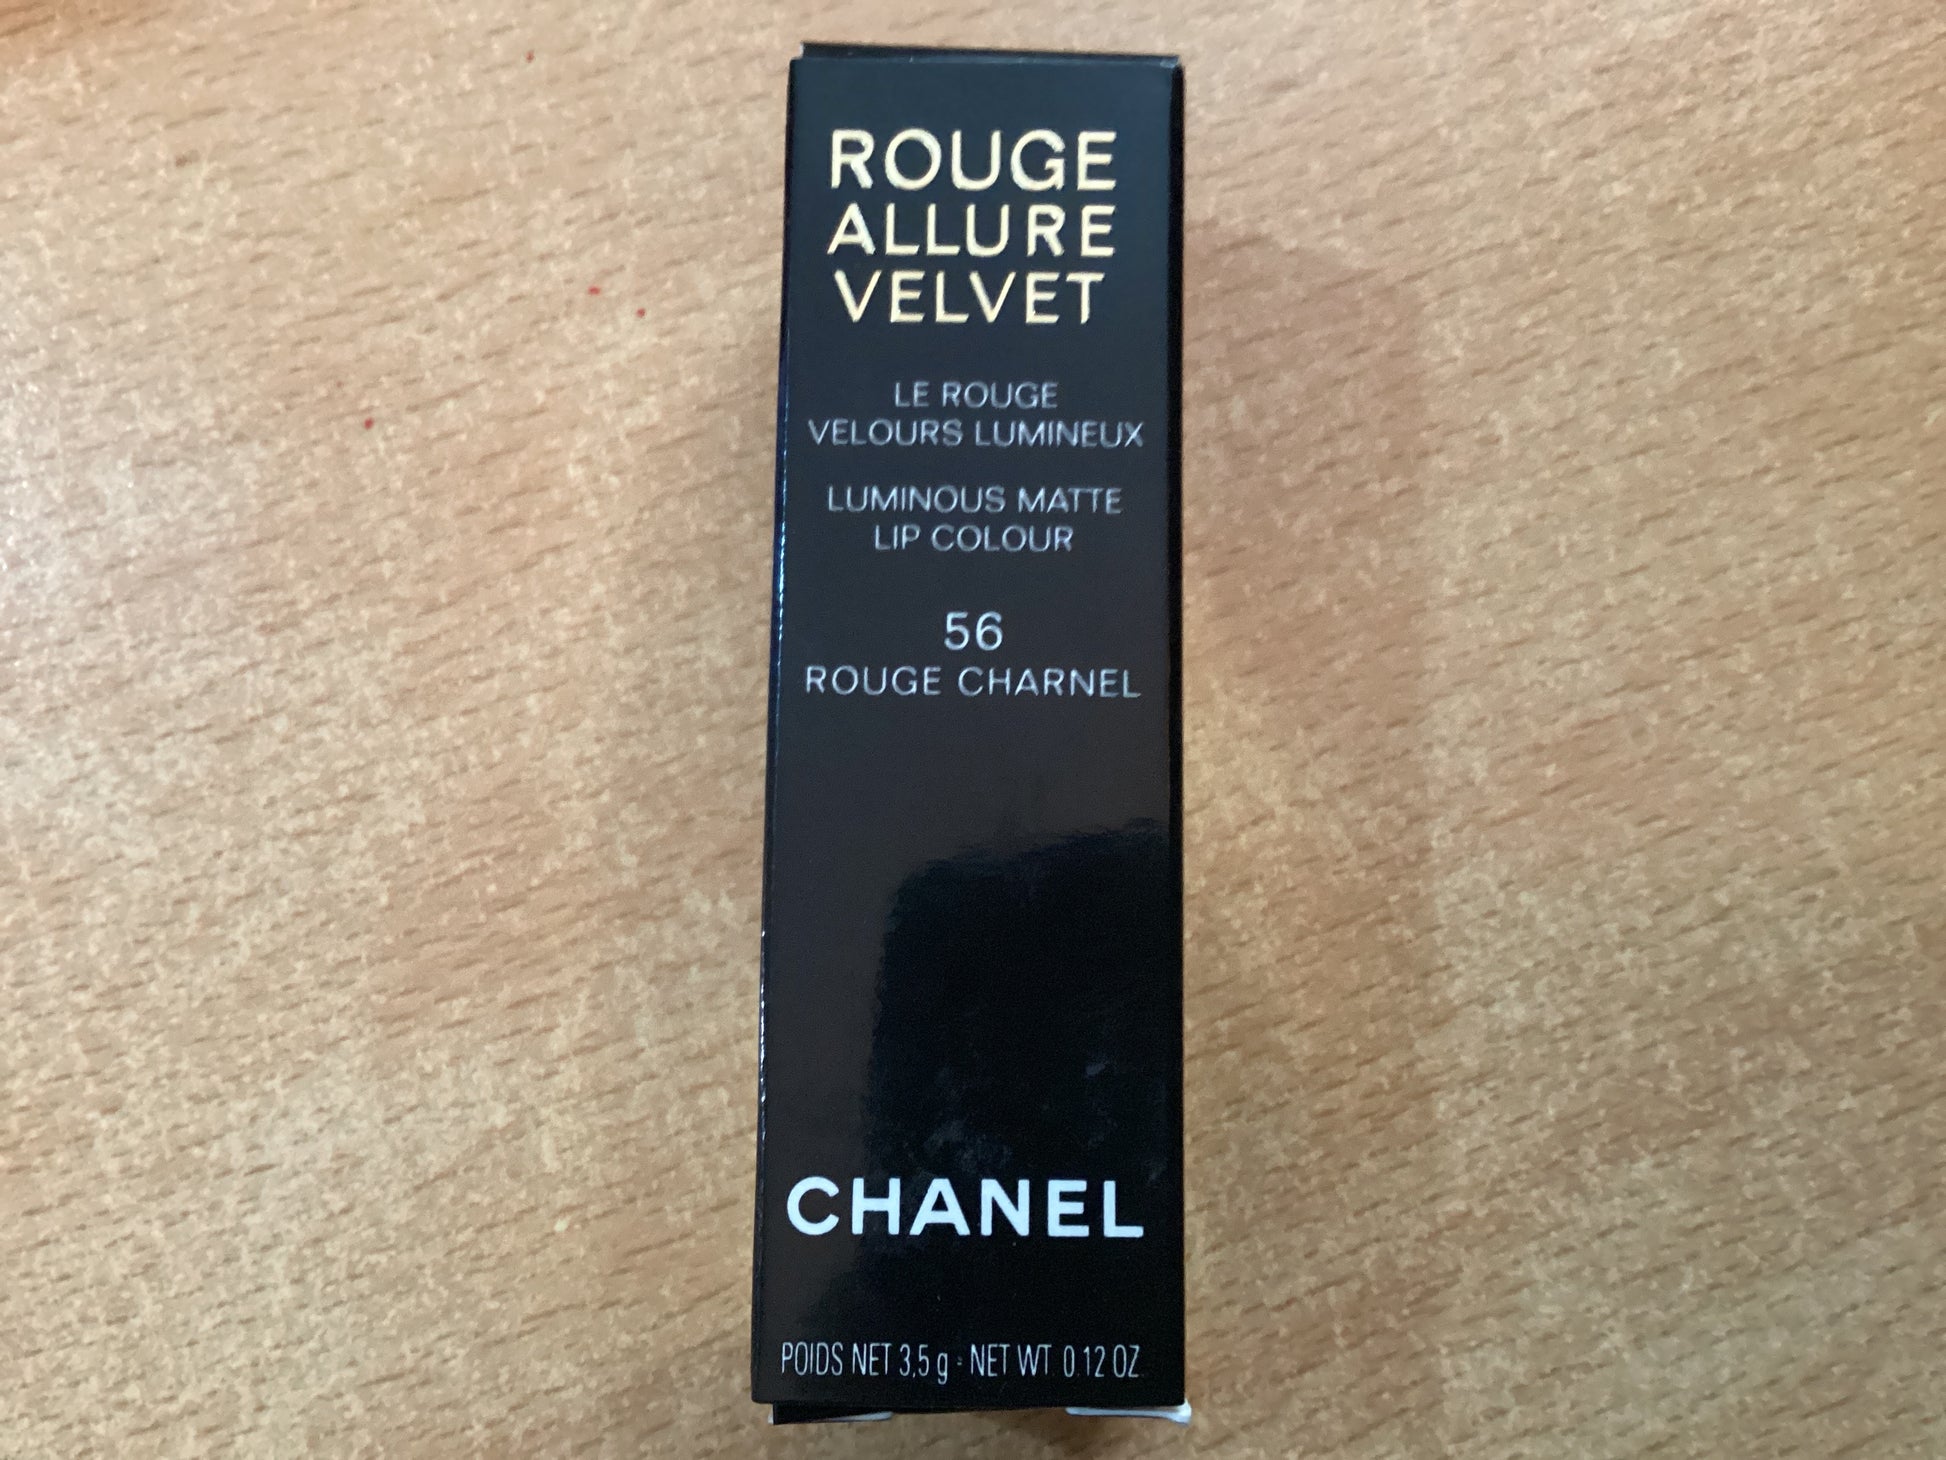 ROUGE
ALLURE
VELVET
LE ROUGE
VELOURS LUMINEUX
LUMINOUS MATTE
LIP COLOUR
56
ROUGE CHARNEL
CHANEL
POIDS NET 3,5 g - NET WT. 0.12 OZ.